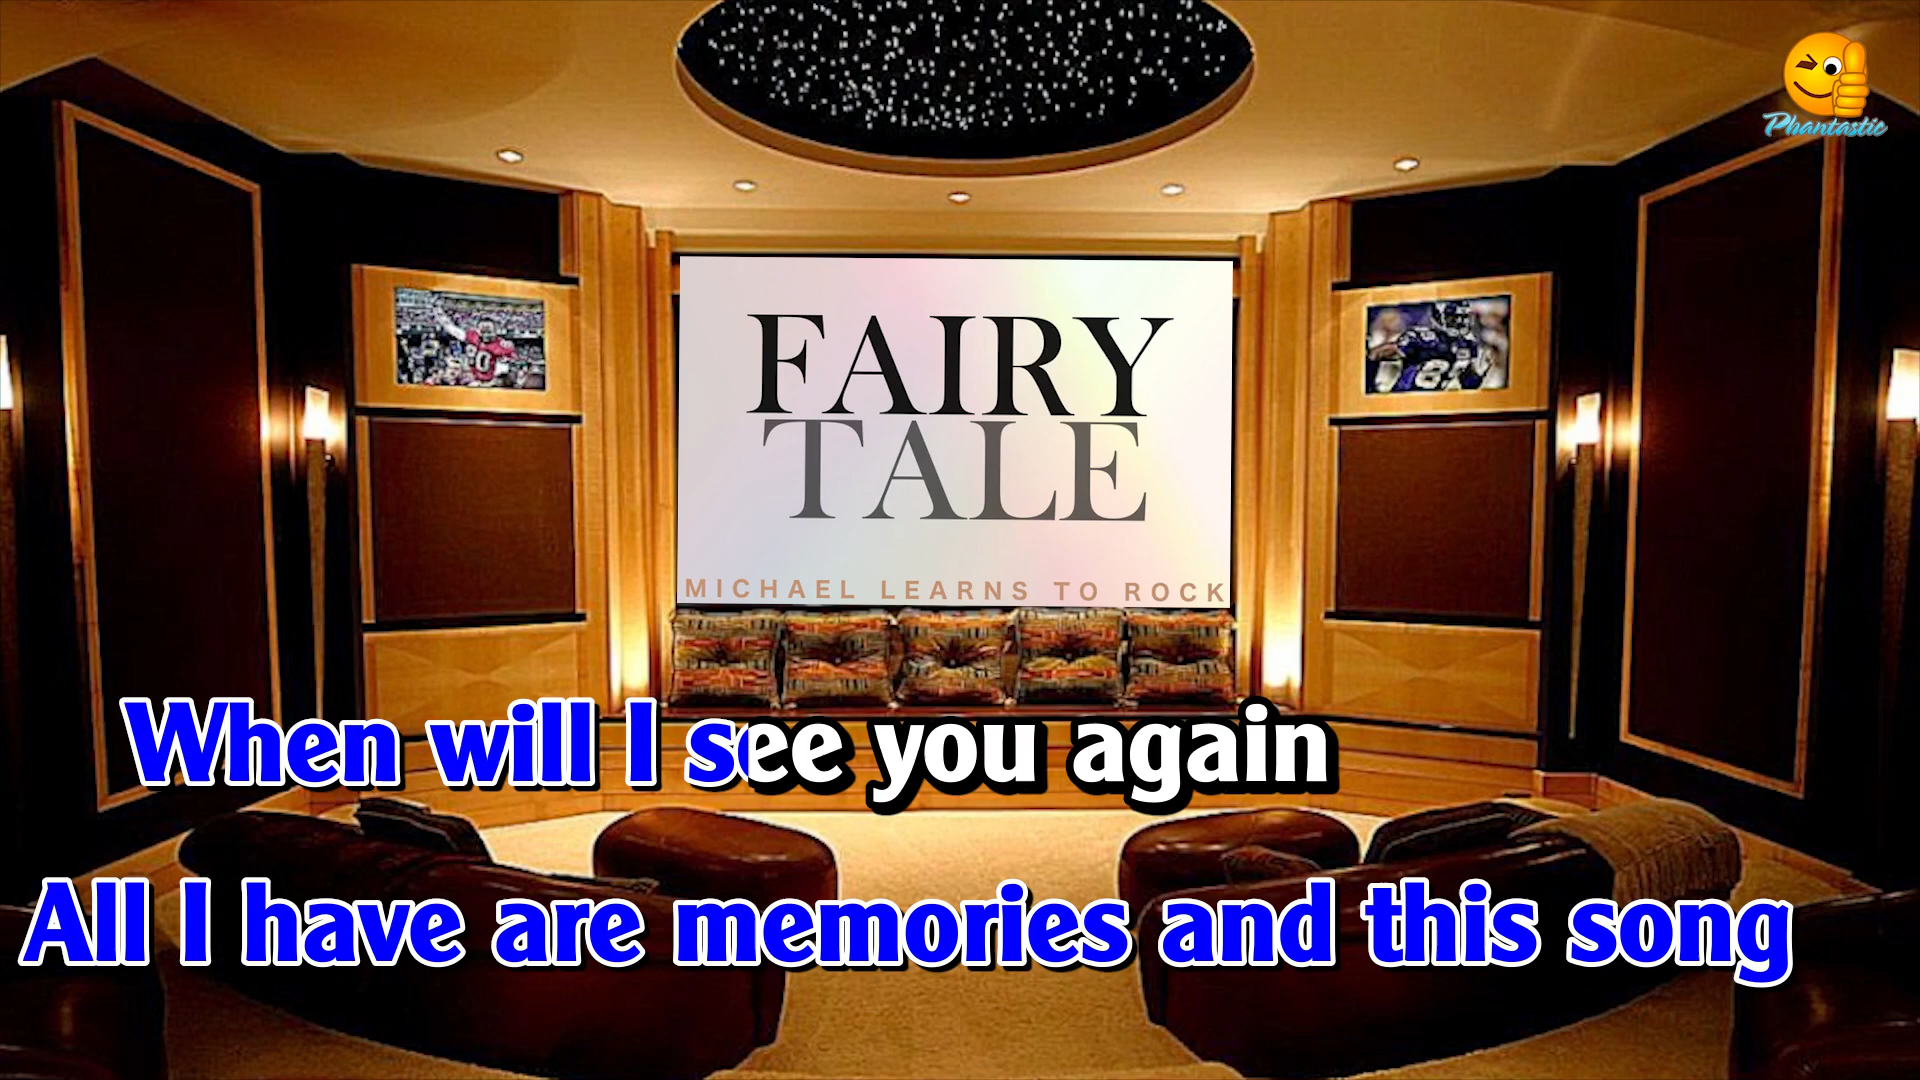 Phantastic
FAIRY
TALE
MICHAEL LEARNS TO ROCK
When will I see you again
All I have are memories and this song